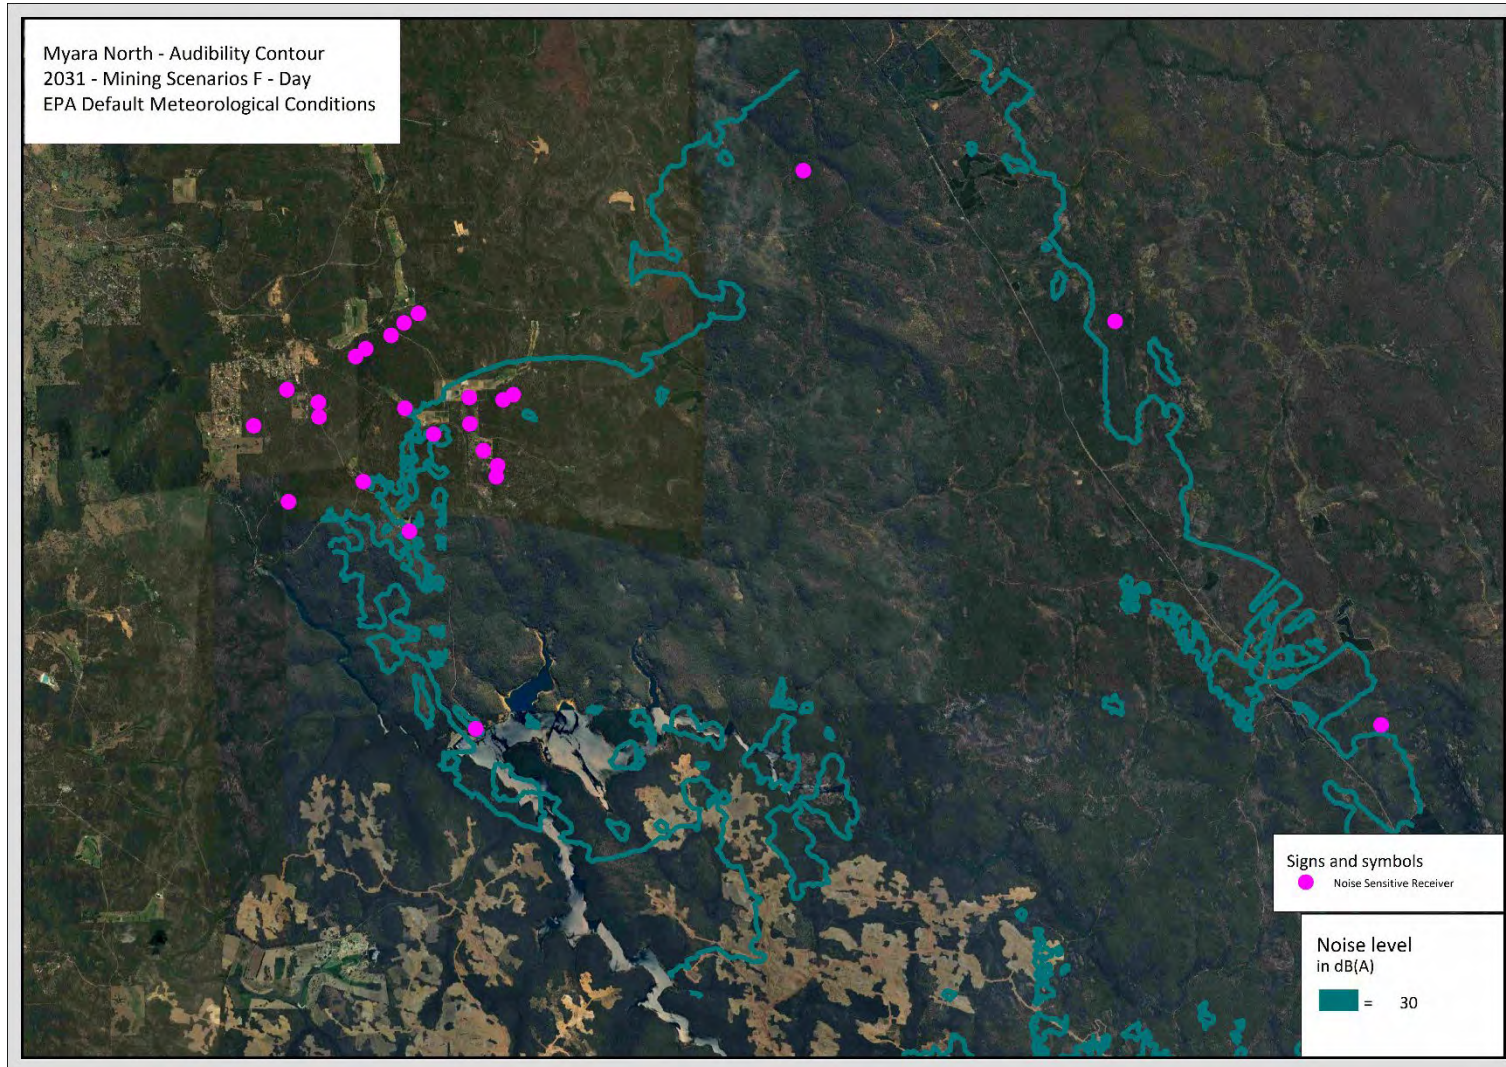 Myara North - Audibility Contour
2031 - Mining Scenarios F - Day
EPA Default Meteorological Conditions
Signs and symbols
Noise Sensitive Receiver
Noise level
in dB(A)
= 30